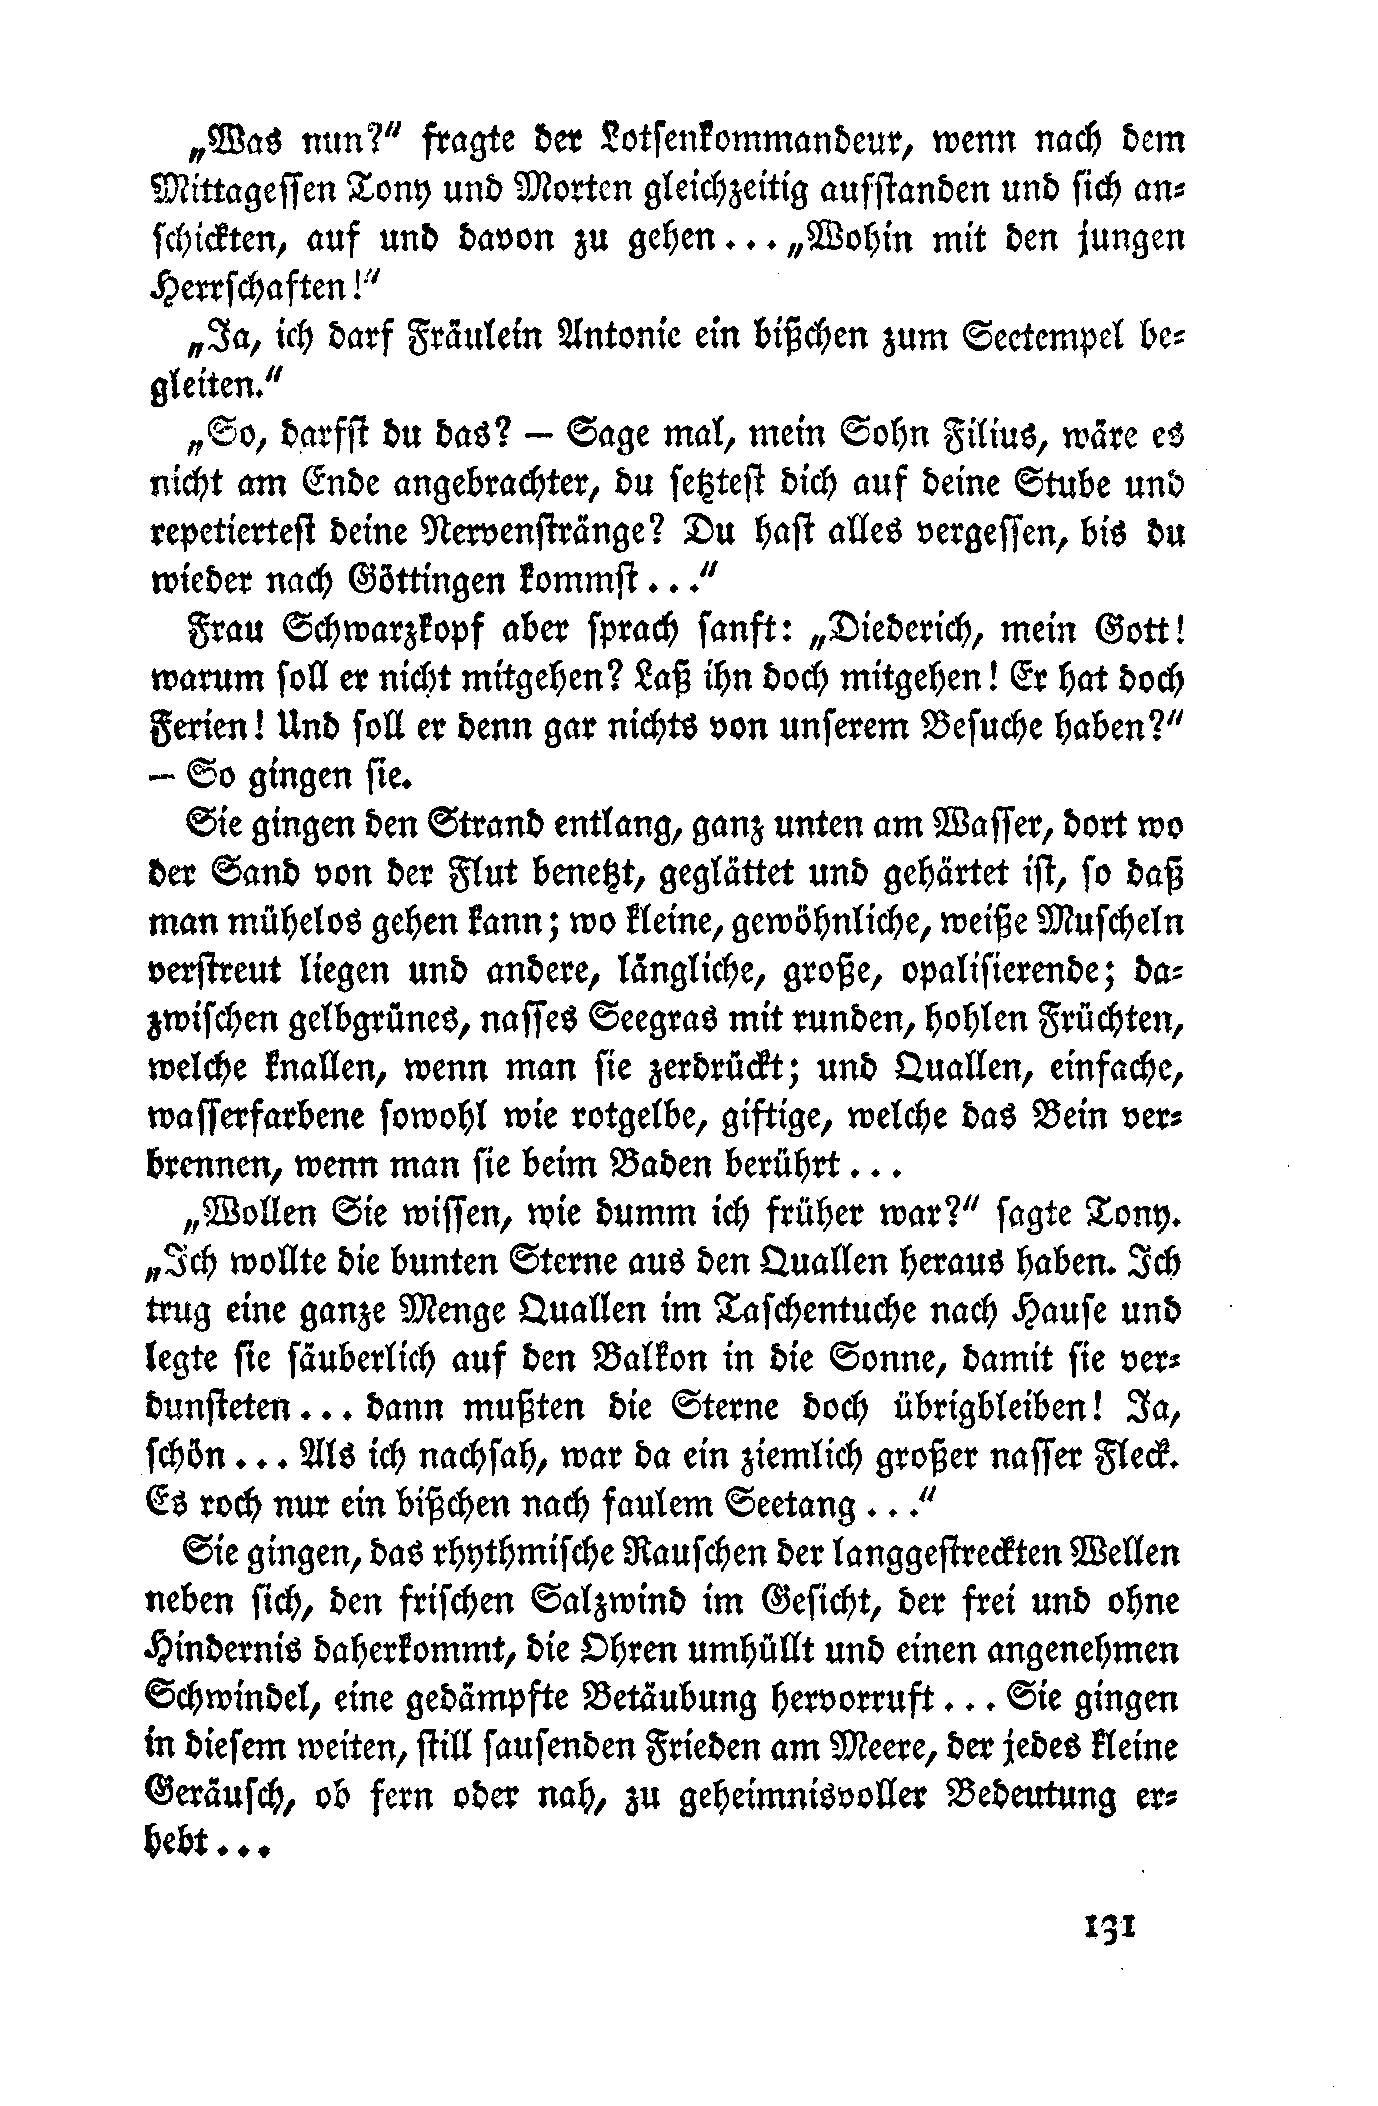 „Was nun?“ fragte der Lotsenkommandeur, wenn nach dem
Mittagessen Tony und Morten gleichzeitig aufstanden und sich an-
schickten, auf und davon zu gehen... „Wohin mit den jungen
Herrschaften!“
„Ja, ich darf Fräulein Antonie ein bißchen zum Seetempel be-
gleiten.“
„So, darfst du das? – Sage mal, mein Sohn Filius, wäre es
nicht am Ende angebrachter, du setztest dich auf deine Stube und
repetiertest deine Nervenstränge? Du hast alles vergessen, bis du
wieder nach Göttingen kommst...“
Frau Schwarzkopf aber sprach sanft: „Diederich, mein Gott!
warum soll er nicht mitgehen? Laß ihn doch mitgehen! Er hat doch
Ferien! Und soll er denn gar nichts von unserem Besuche haben?“
– So gingen sie.
Sie gingen den Strand entlang, ganz unten am Wasser, dort wo
der Sand von der Flut benetzt, geglättet und gehärtet ist, so daß
man mühelos gehen kann; wo kleine, gewöhnliche, weiße Muscheln
verstreut liegen und andere, längliche, große, opalisierende; da-
zwischen gelbgrünes, nasses Seegras mit runden, hohlen Früchten,
welche knallen, wenn man sie zerdrückt; und Quallen, einfache,
wasserfarbene sowohl wie rotgelbe, giftige, welche das Bein ver-
brennen, wenn man sie beim Baden berührt...
„Wollen Sie wissen, wie dumm ich früher war?“ sagte Tony.
„Ich wollte die bunten Sterne aus den Quallen heraus haben. Ich
trug eine ganze Menge Quallen im Taschentuche nach Hause und
legte sie säuberlich auf den Balkon in die Sonne, damit sie ver-
dunsteten... dann mußten die Sterne doch übrigbleiben! Ja,
schön... Als ich nachsah, war da ein ziemlich großer nasser Fleck.
Es roch nur ein bißchen nach faulem Seetang...“
Sie gingen, das rhythmische Rauschen der langgestreckten Wellen
neben sich, den frischen Salzwind im Gesicht, der frei und ohne
Hindernis daherkommt, die Ohren umhüllt und einen angenehmen
Schwindel, eine gedämpfte Betäubung hervorruft... Sie gingen
in diesem weiten, still sausenden Frieden am Meere, der jedes kleine
Geräusch, ob fern oder nah, zu geheimnisvoller Bedeutung er-
hebt...
131